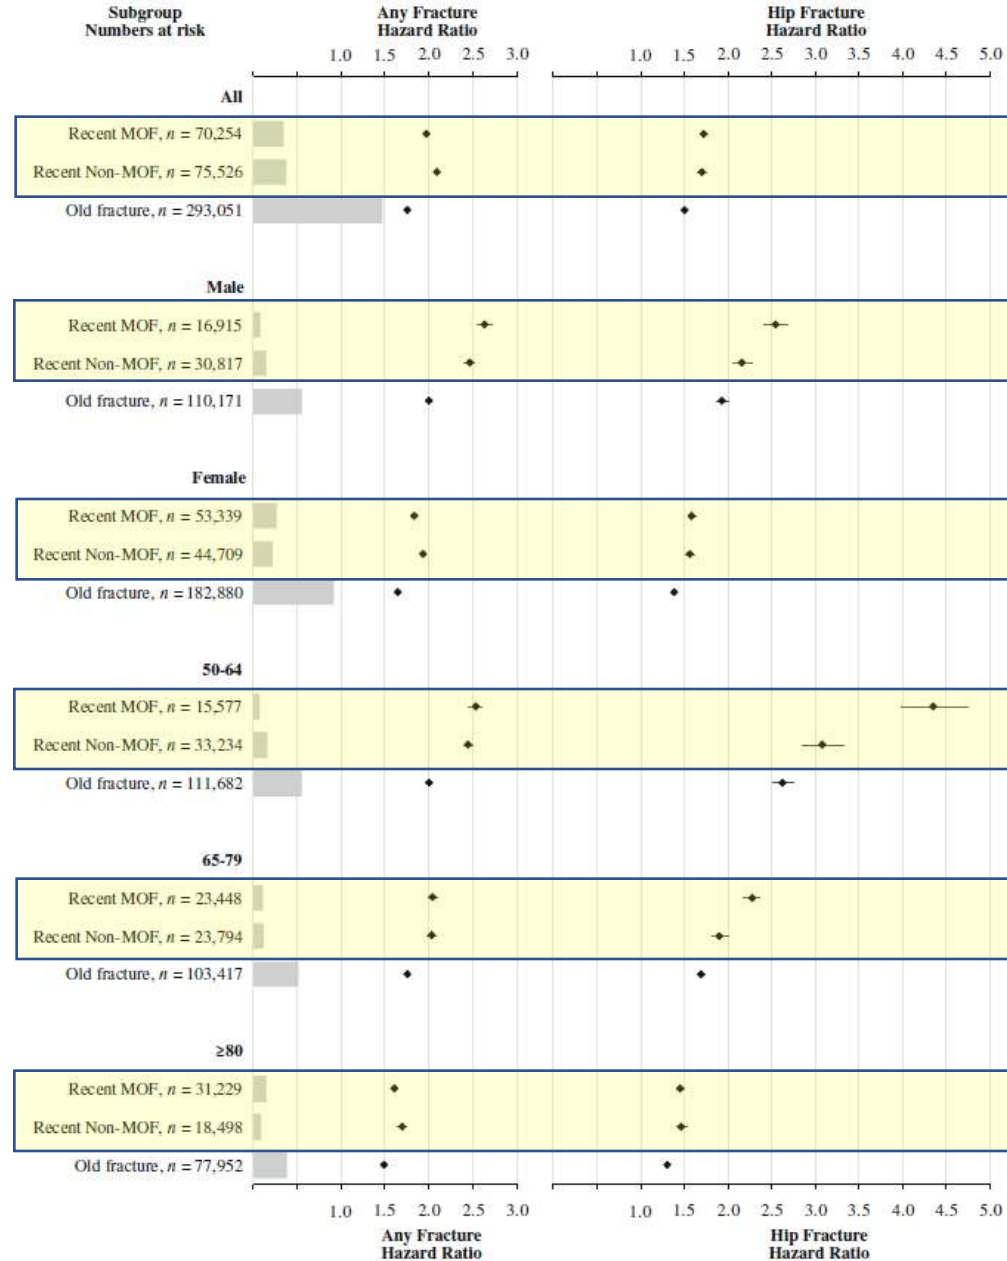 Subgroup
Numbers at risk
Any Fracture
Hazard Ratio
Hip Fracture
Hazard Ratio
1.0 1.5 2.0 2.5 3.0 1.0 1.5 2.0 2.5 3.0 3.5 4.0 4.5 5.0
All
Recent MOF, n = 70,254
Recent Non-MOF, n = 75,526
Old fracture, n = 293,051
Male
Recent MOF, n = 16,915
Recent Non-MOF, n = 30,817
Old fracture, n = 110,171
Female
Recent MOF, n = 53,339
Recent Non-MOF, n = 44,709
Old fracture, n = 182,880
50-64
Recent MOF, n = 15,577
Recent Non-MOF, n = 33,234
Old fracture, n = 111,682
65-79
Recent MOF, n = 23,448
Recent Non-MOF, n = 23,794
Old fracture, n = 103,417
≥80
Recent MOF, n = 31,229
Recent Non-MOF, n = 18,498
Old fracture, n = 77,952
1.0 1.5 2.0 2.5 3.0 1.0 1.5 2.0 2.5 3.0 3.5 4.0 4.5 5.0
Any Fracture
Hazard Ratio
Hip Fracture
Hazard Ratio